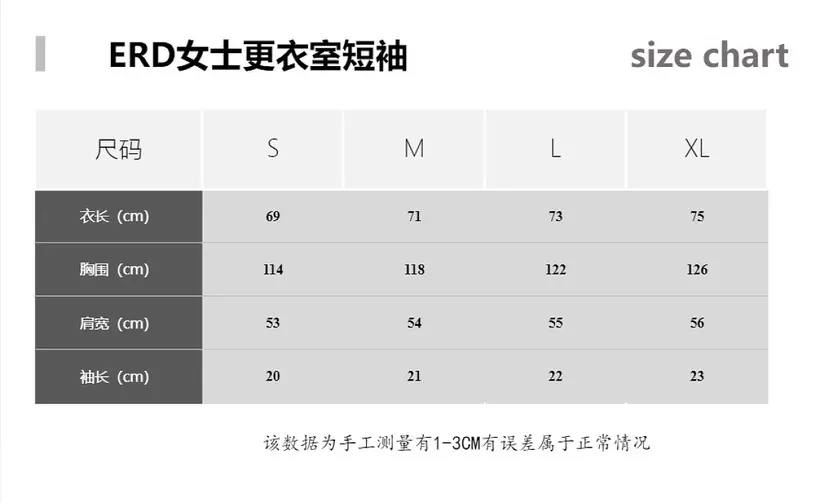 ERD女士更衣室短袖 size chart
尺码 S M L XL
衣长（cm） 69 71 73 75
胸围（cm） 114 118 122 126
肩宽（cm） 53 54 55 56
袖长（cm） 20 21 22 23
该数据为手工测量有1-3CM有误差属于正常情况